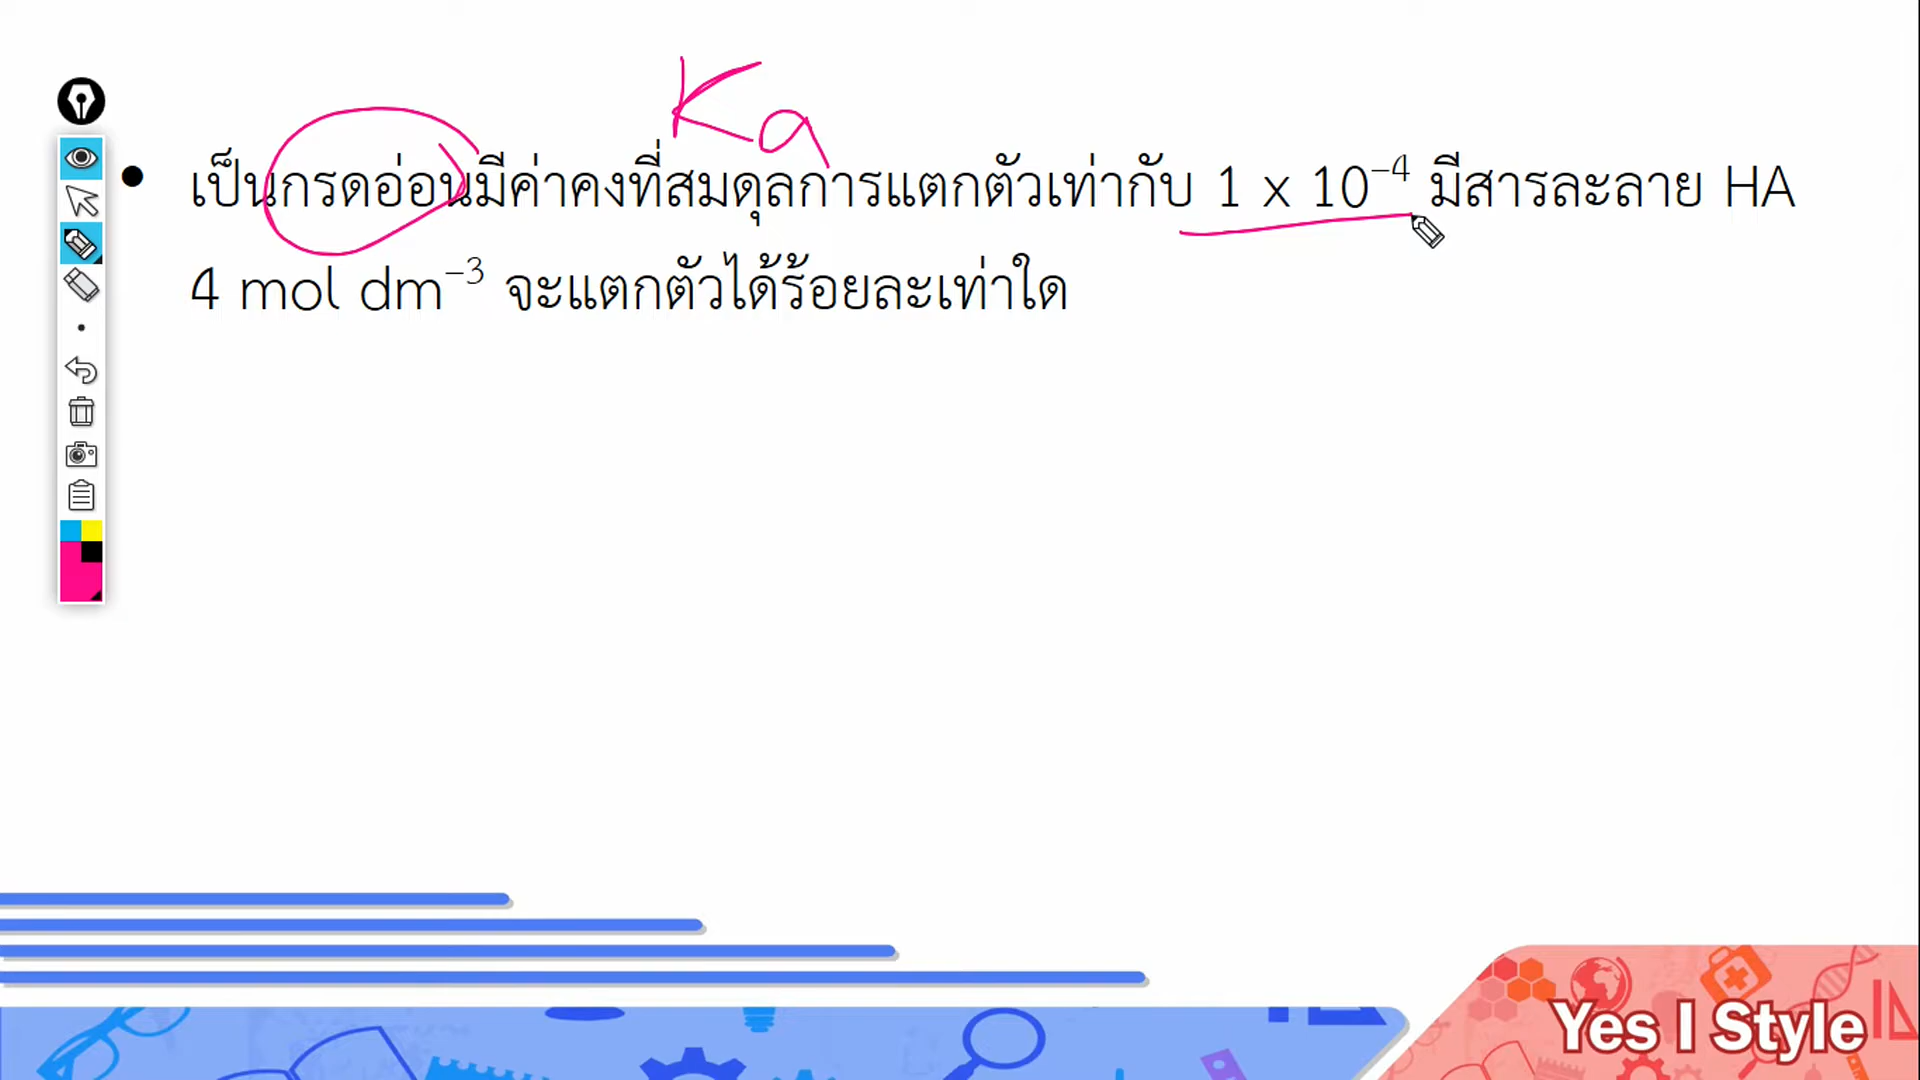 Ka
เป็นกรดอ่อนมีค่าคงที่สมดุลการแตกตัวเท่ากับ 1 x 10⁻⁴ มีสารละลาย HA
4 mol dm⁻³ จะแตกตัวได้ร้อยละเท่าใด
Yes I Style